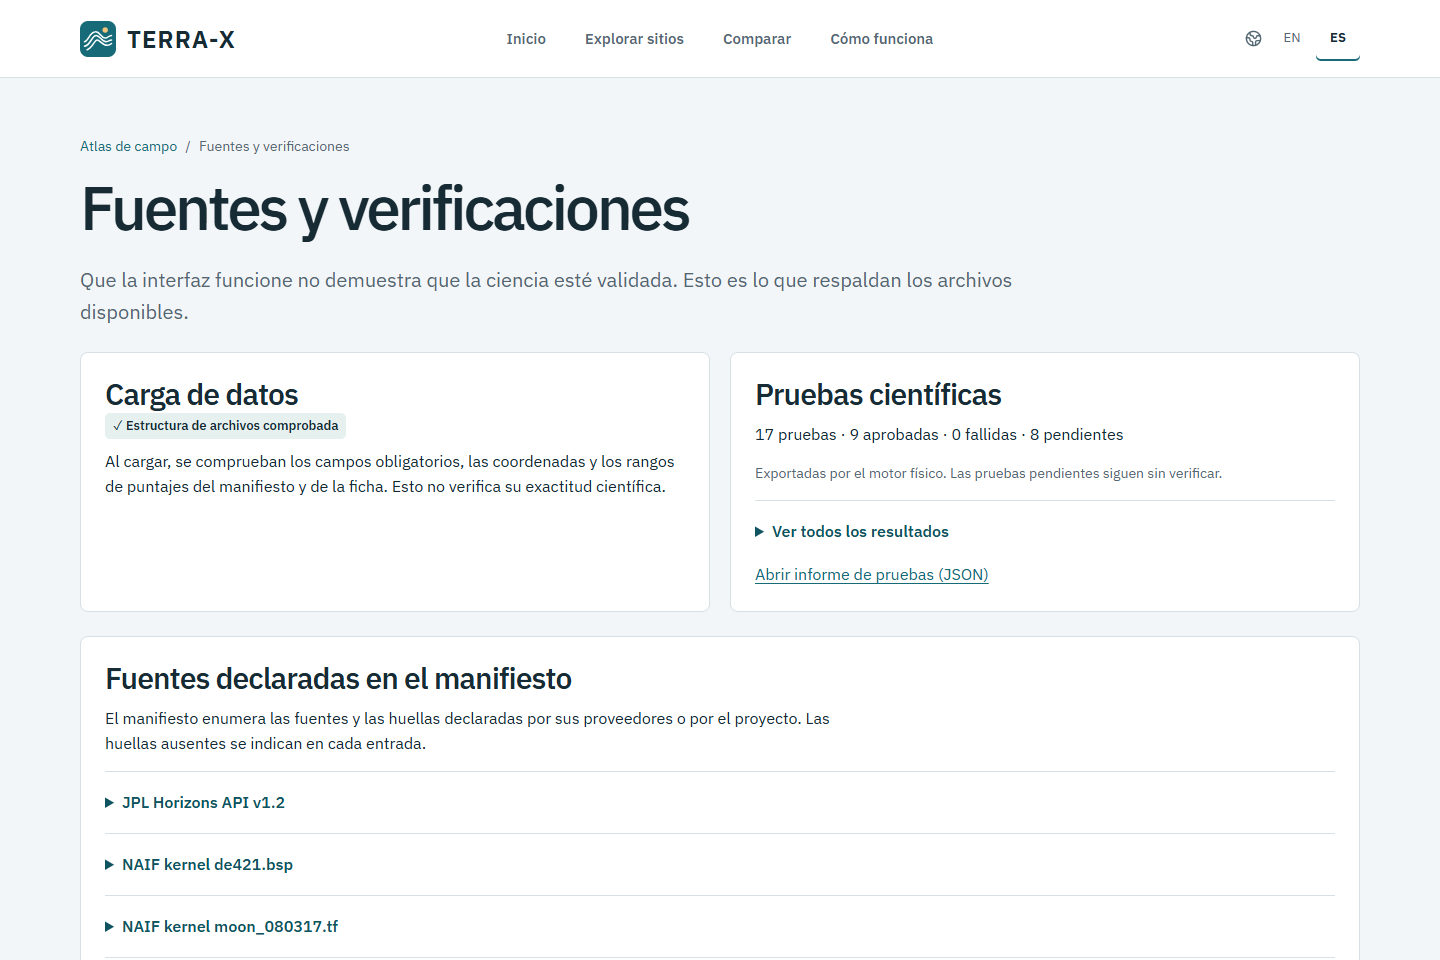 TERRA-X
Inicio
Explorar sitios
Comparar
Cómo funciona
EN
ES
Atlas de campo / Fuentes y verificaciones
Fuentes y verificaciones
Que la interfaz funcione no demuestra que la ciencia esté validada. Esto es lo que respaldan los archivos
disponibles.
Carga de datos
✓ Estructura de archivos comprobada
Al cargar, se comprueban los campos obligatorios, las coordenadas y los rangos
de puntajes del manifiesto y de la ficha. Esto no verifica su exactitud científica.
Pruebas científicas
17 pruebas · 9 aprobadas · 0 fallidas · 8 pendientes
Exportadas por el motor físico. Las pruebas pendientes siguen sin verificar.
Ver todos los resultados
Abrir informe de pruebas (JSON)
Fuentes declaradas en el manifiesto
El manifiesto enumera las fuentes y las huellas declaradas por sus proveedores o por el proyecto. Las
huellas ausentes se indican en cada entrada.
JPL Horizons API v1.2
NAIF kernel de421.bsp
NAIF kernel moon_080317.tf